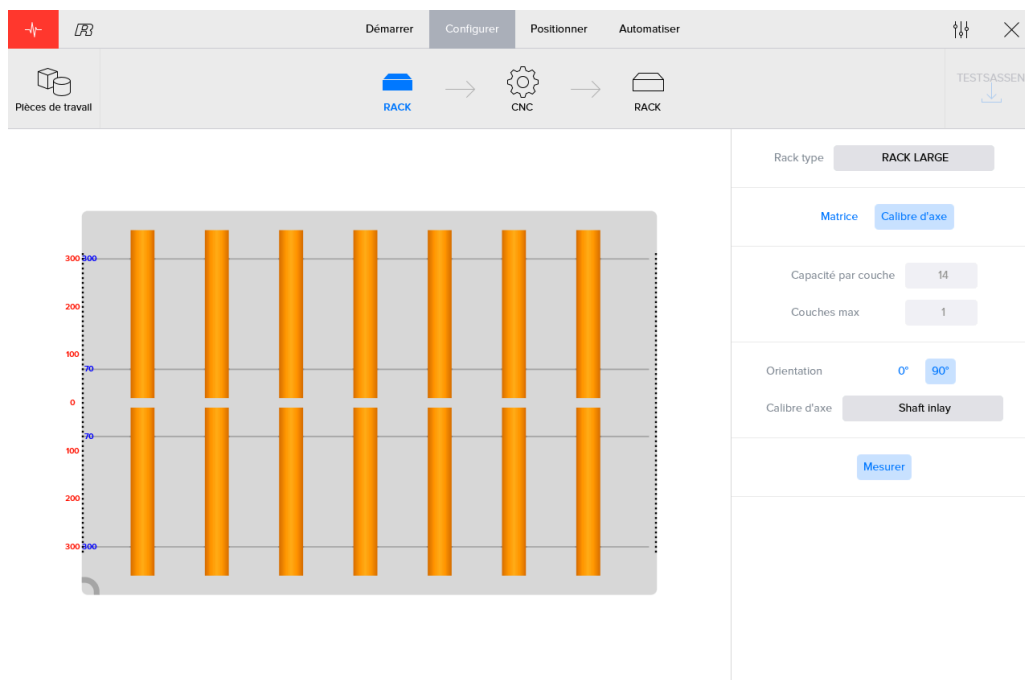 Démarrer Configurer Positionner Automatiser
Pièces de travail RACK CNC RACK TESTSASSEN
Rack type RACK LARGE
Matrice Calibre d'axe
Capacité par couche 14
Couches max 1
Orientation 0° 90°
Calibre d'axe Shaft inlay
Mesurer
300 300
200
100
70
0
70
100
200
300 300